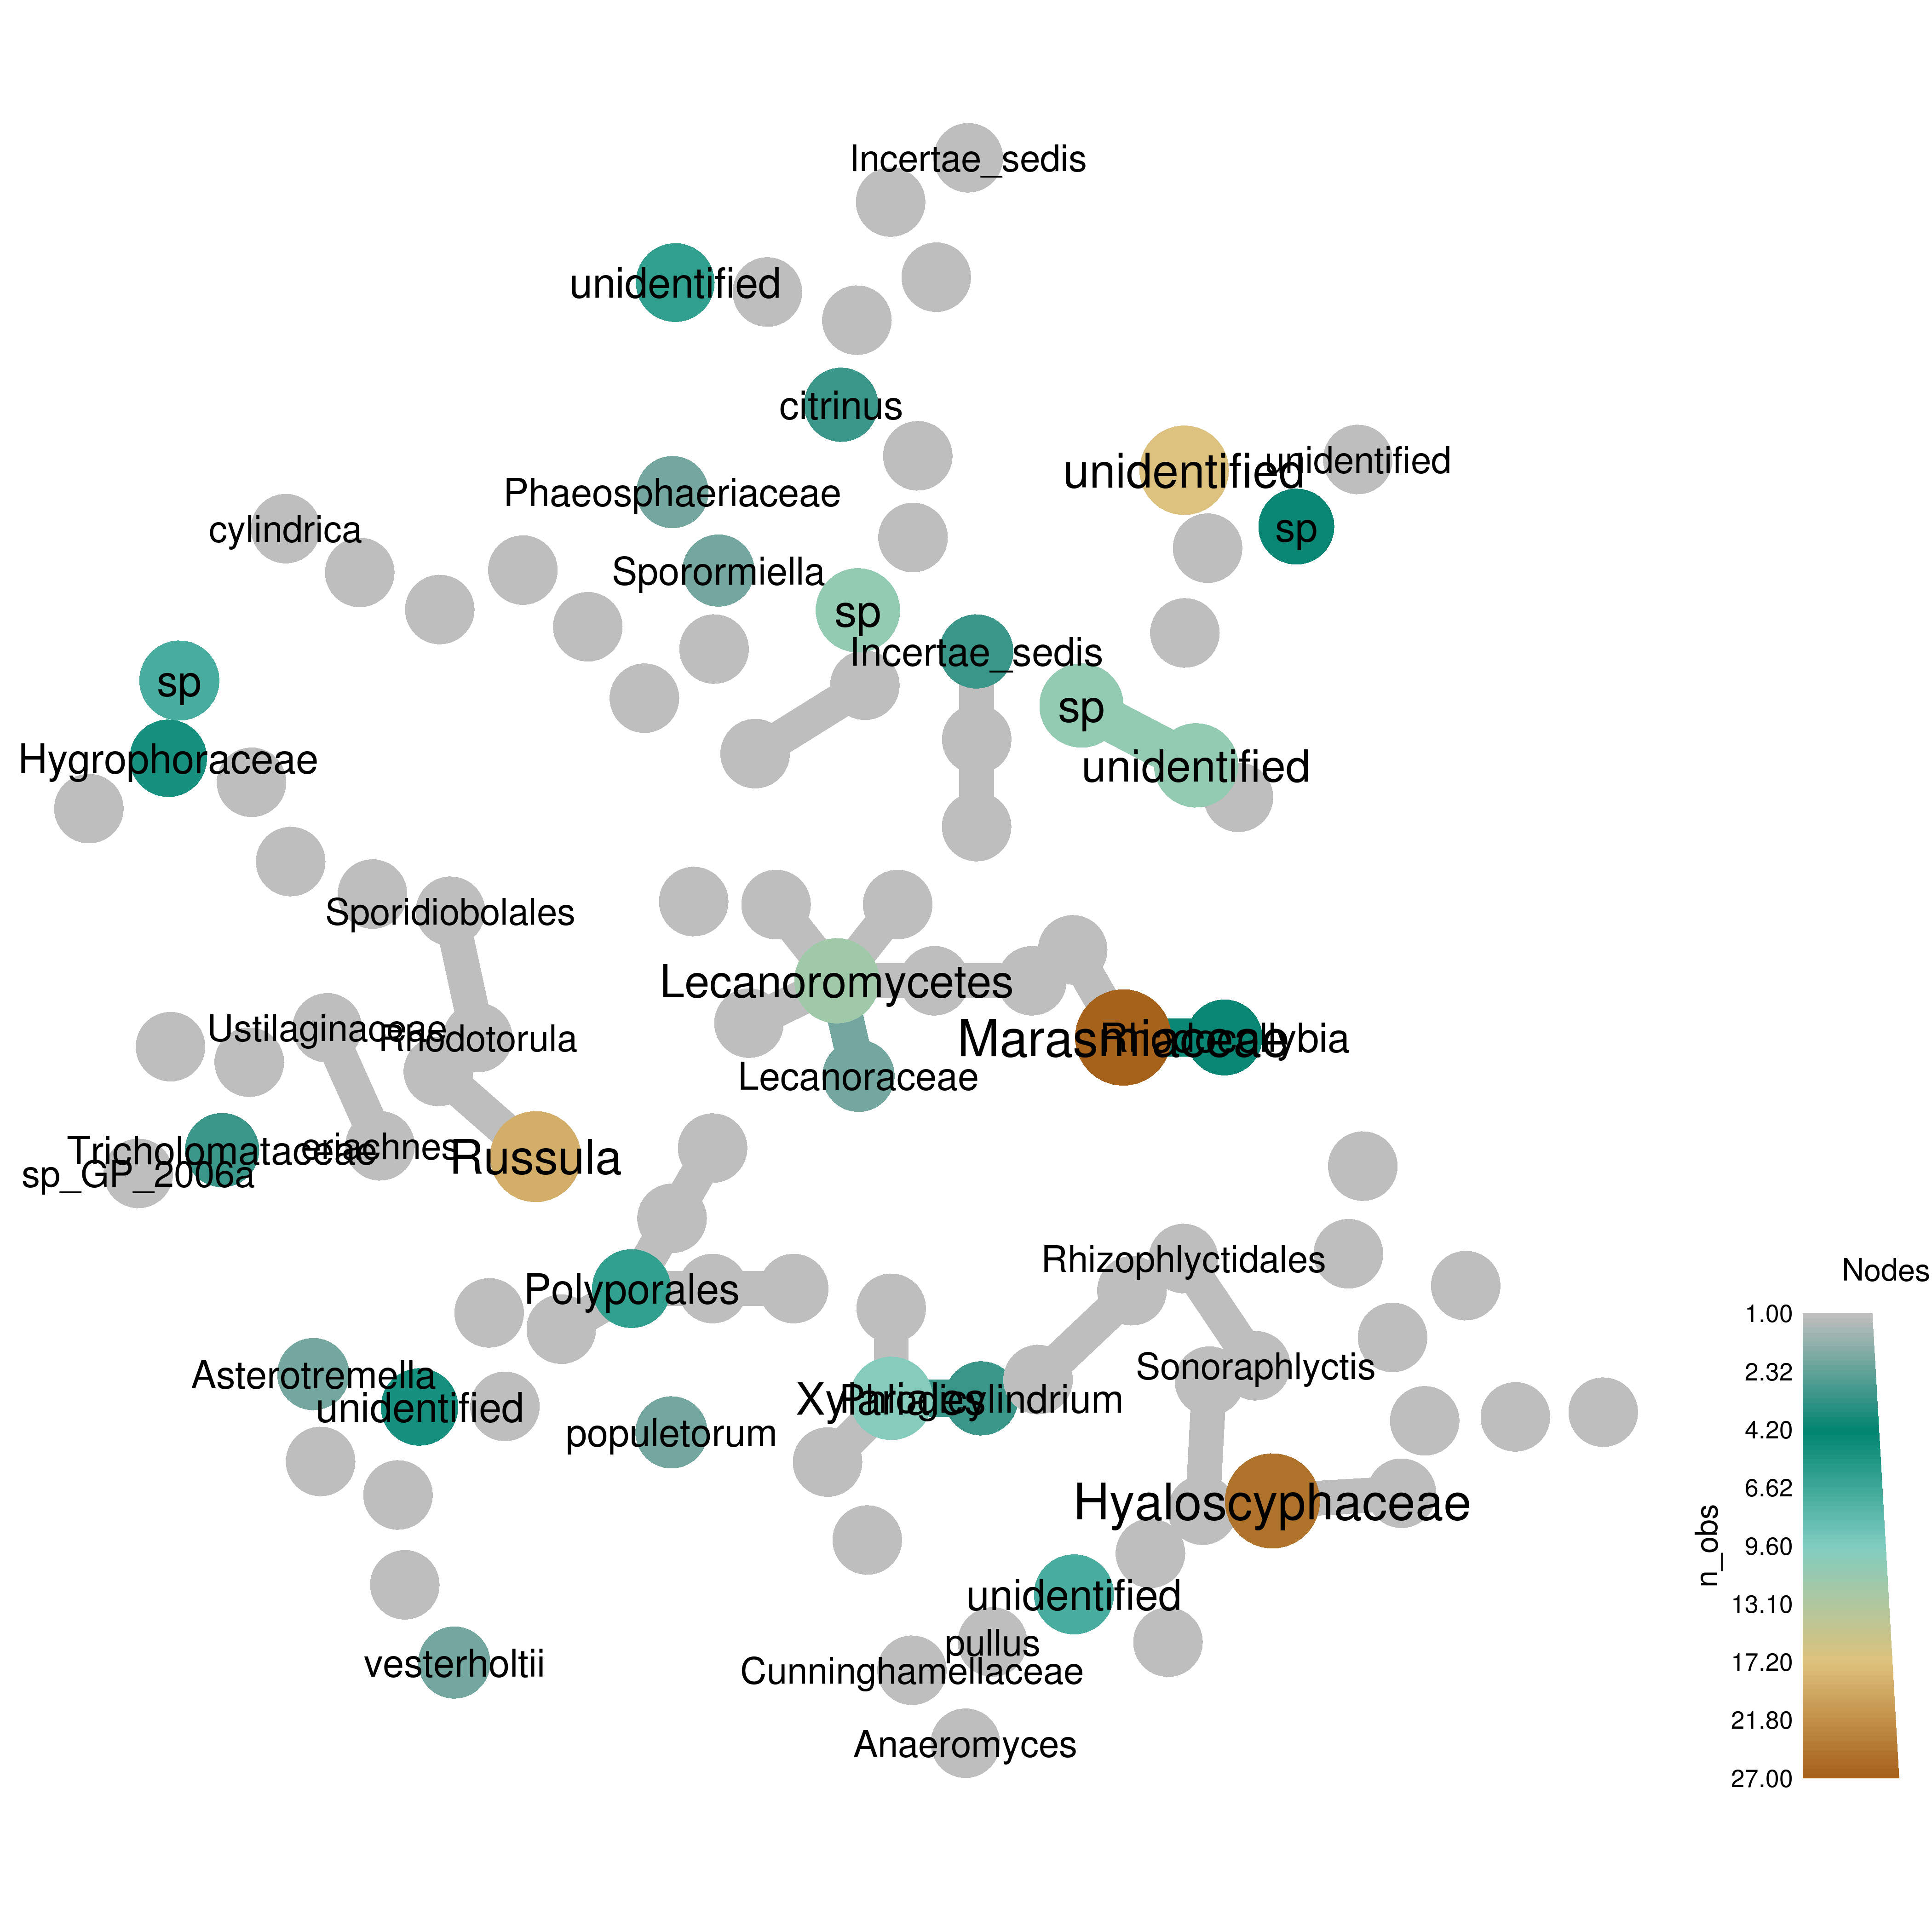 Incertae_sedis
unidentified
citrinus
unidentified
unidentified
Phaeosphaeriaceae
sp
cylindrica
Sporormiella
sp
Incertae_sedis
sp
sp
Hygrophoraceae
unidentified
Sporidiobolales
Lecanoromycetes
Ustilaginaceae
Rhodotorula
Marasmiaceae
Rhodocollybia
Lecanoraceae
Tricholomataceae
eriachnes
Russula
sp_GP_2006a
Rhizophlyctidales
Nodes
Polyporales
1.00
Asterotremella
Sonoraphlyctis
2.32
Xylariales
unidentified
4.20
populetorum
6.62
Hyaloscyphaceae
n_obs
9.60
unidentified
13.10
pullus
vesterholtii
17.20
Cunninghamellaceae
21.80
Anaeromyces
27.00